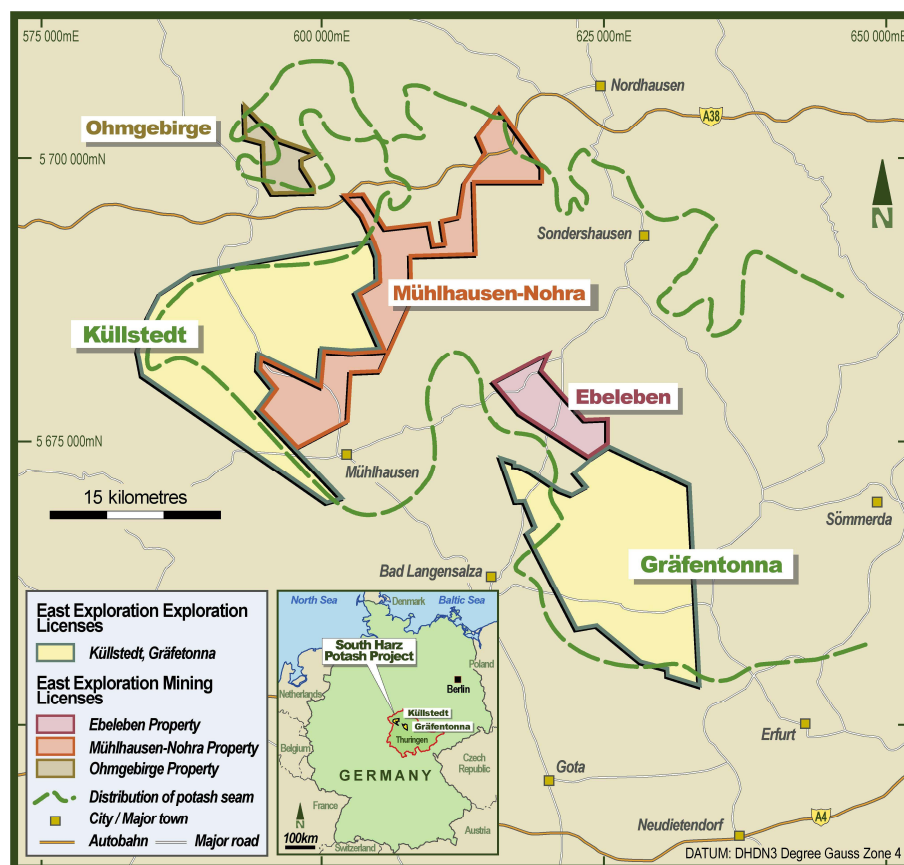 575 000mE
600 000mE
625 000mE
650 000mE
Nordhausen
A38
Ohmgebirge
5 700 000mN
N
Sondershausen
Mühlhausen-Nohra
Küllstedt
Ebeleben
5 675 000mN
Mühlhausen
15 kilometres
Sömmerda
Gräfentonna
Bad Langensalza
East Exploration Exploration
Licenses
Küllstedt, Gräfetonna
East Exploration Mining
Licenses
Ebeleben Property
Mühlhausen-Nohra Property
Ohmgebirge Property
Distribution of potash seam
City / Major town
Autobahn
Major road
North Sea
Denmark
Baltic Sea
South Harz
Potash Project
Poland
Berlin
Netherlands
Küllstedt
Gräfentonna
Thuringen
Belgium
Czech
Republic
GERMANY
France
N
100km
Austria
Switzerland
Erfurt
Gota
Neudietendorf
A4
DATUM: DHDN3 Degree Gauss Zone 4